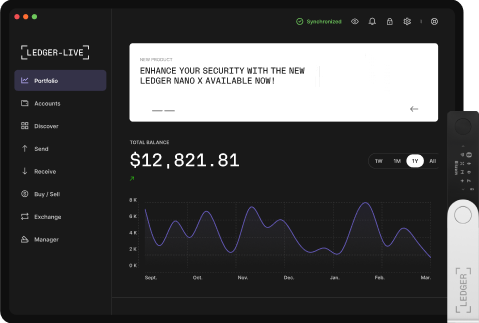 Synchronized
LEDGER-LIVE
Portfolio
Accounts
Discover
Send
Receive
Buy / Sell
Exchange
Manager
NEW PRODUCT
ENHANCE YOUR SECURITY WITH THE NEW
LEDGER NANO X AVAILABLE NOW!
TOTAL BALANCE
$12,821.81
1W 1M 1Y All
8 K
6 K
4 K
2 K
0 K
Sept. Oct. Nov. Dec. Jan. Feb. Mar.
Bitcoin
LEDGER